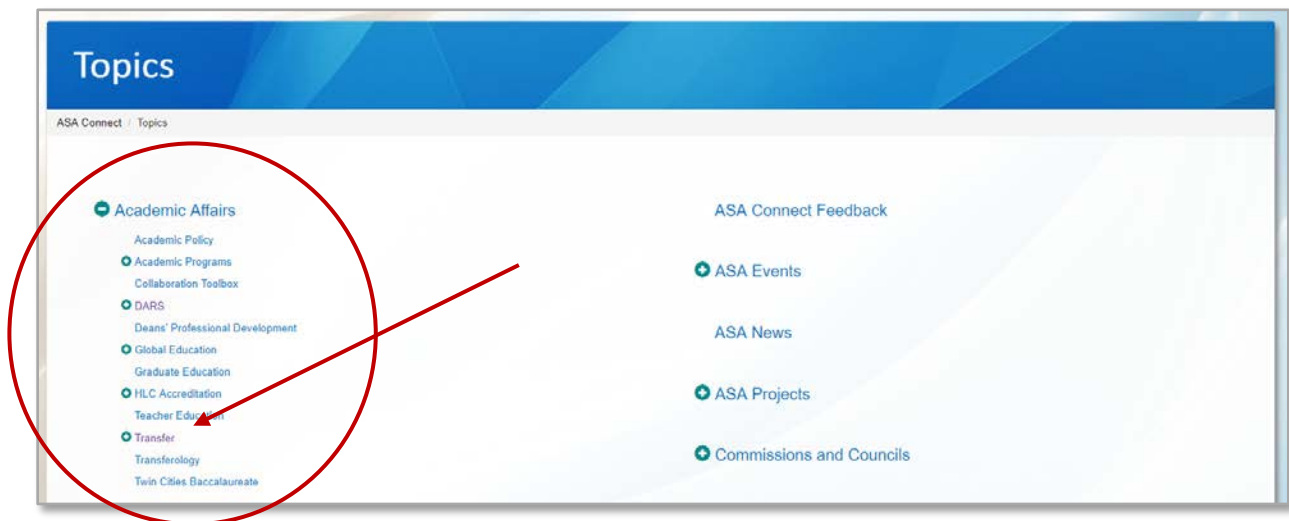 Topics
ASA Connect / Topics
Academic Affairs
Academic Policy
Academic Programs
Collaboration Toolbox
DARS
Deans' Professional Development
Global Education
Graduate Education
HLC Accreditation
Teacher Education
Transfer
Transferology
Twin Cities Baccalaureate
ASA Connect Feedback
ASA Events
ASA News
ASA Projects
Commissions and Councils